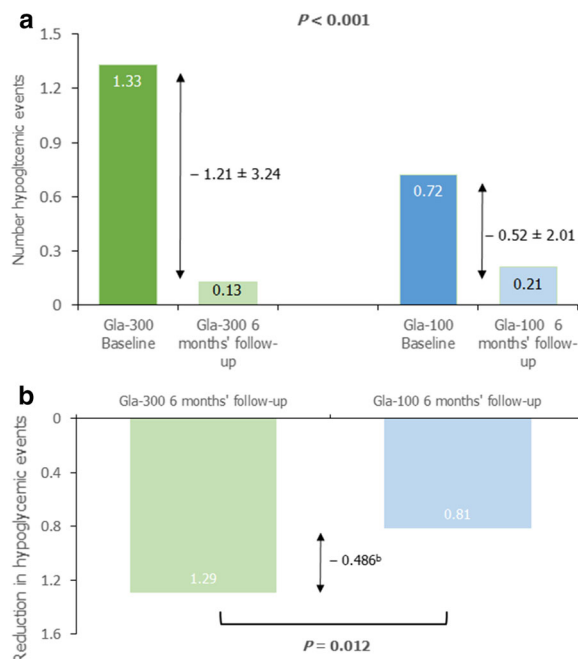 a
P < 0.001
Number hypogltcemic events
1.5
1.2
0.9
0.6
0.3
0
1.33
0.13
0.72
0.21
– 1.21 ± 3.24
– 0.52 ± 2.01
Gla-300
Baseline
Gla-300 6
months' follow-
up
Gla-100
Baseline
Gla-100 6
months' follow-
up
b
Gla-300 6 months' follow-up
Gla-100 6 months' follow-up
Reduction in hypoglycemic events
0
0.4
0.8
1.2
1.6
1.29
0.81
– 0.486ᵇ
P = 0.012